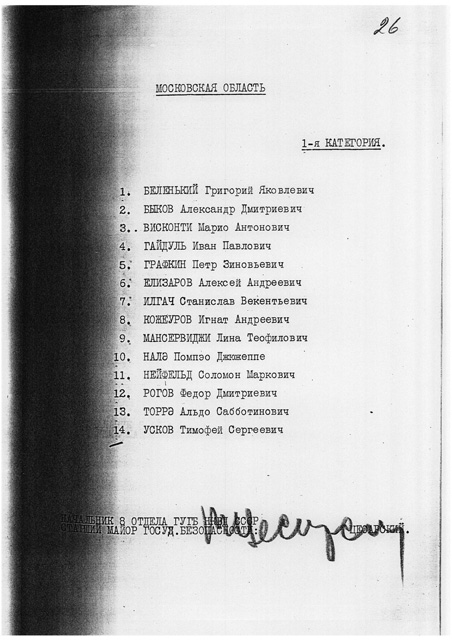 26
МОСКОВСКАЯ ОБЛАСТЬ
1-я КАТЕГОРИЯ.
1. БЕЛЕНЬКИЙ Григорий Яковлевич
2. БЫКОВ Александр Дмитриевич
3.. ВИСКОНТИ Марио Антонович
4. ГАЙДУЛЬ Иван Павлович
5. ГРАФКИН Петр Зиновьевич
6. ЕЛИЗАРОВ Алексей Андреевич
7. ИЛГАЧ Станислав Векентьевич
8. КОЖЕУРОВ Игнат Андреевич
9. МАНСЕРВИДЖИ Лина Теофилович
10. НАЛЭ Помпэо Джюжеппе
11. НЕЙФЕЛЬД Соломон Маркович
12. РОГОВ Федор Дмитриевич
13. ТОРРЭ Альдо Сабботинович
14. УСКОВ Тимофей Сергеевич
НАЧАЛЬНИК 8 ОТДЕЛА ГУГБ НКВД СССР
СТАРШИЙ МАЙОР ГОСУД.БЕЗОПАСНОСТИ: ЦЕСАРСКИЙ.